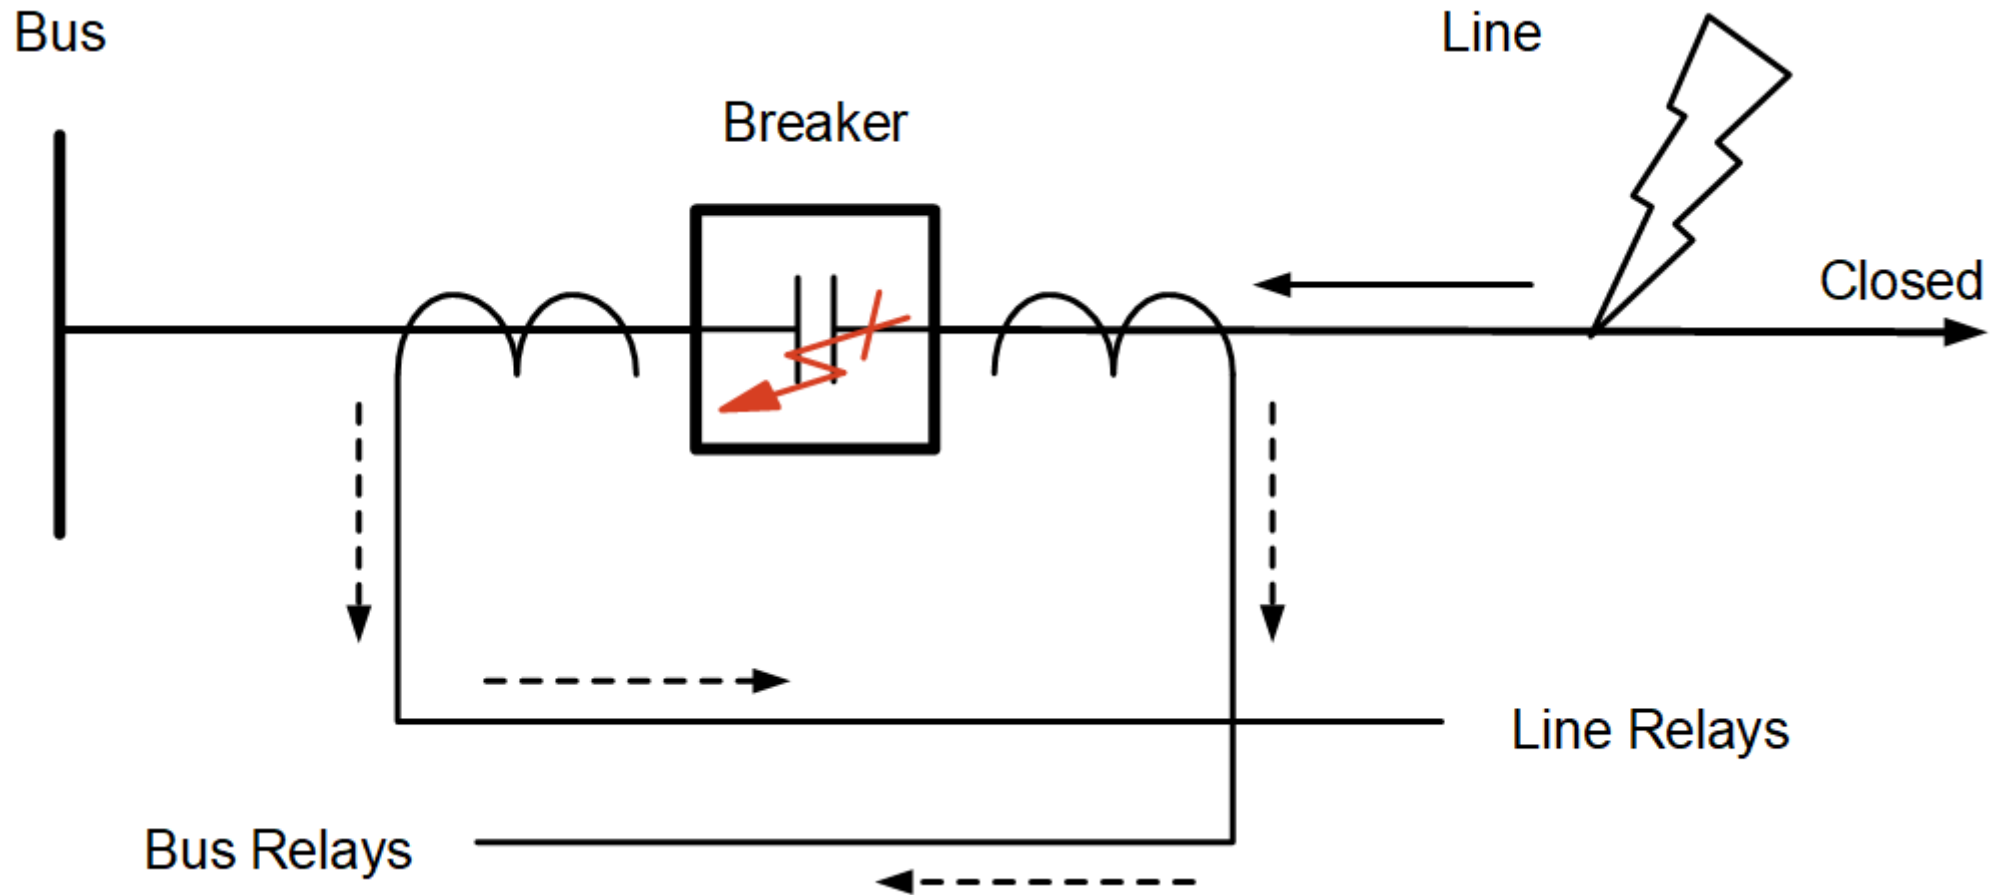 Bus
Line
Breaker
Closed
Line Relays
Bus Relays